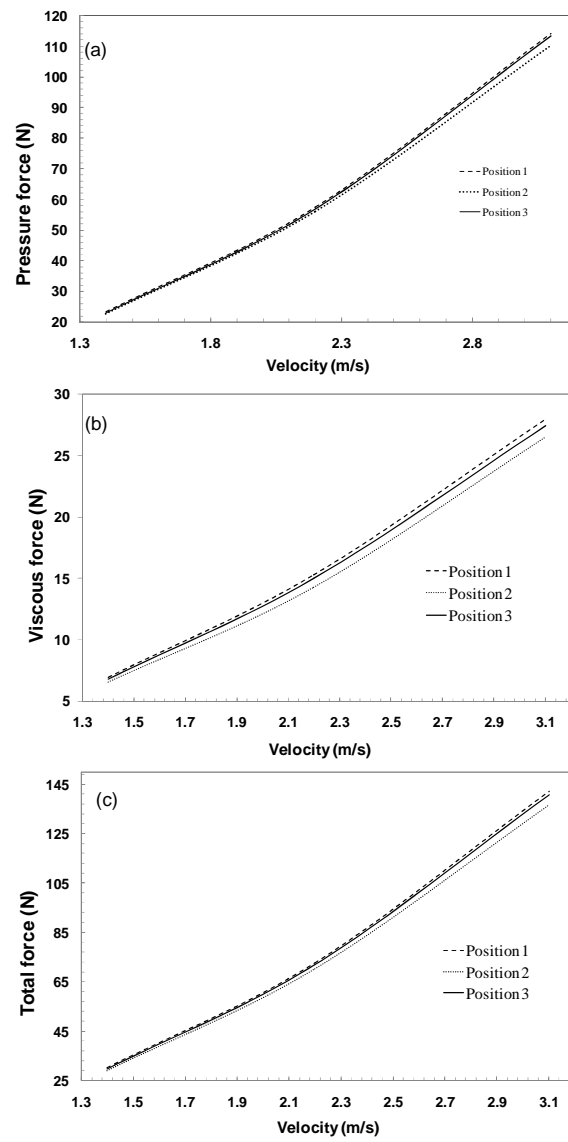 (a)
120
110
100
90
80
70
60
50
40
30
20
Pressure force (N)
Position 1
Position 2
Position 3
1.3 1.8 2.3 2.8
Velocity (m/s)
(b)
30
25
20
15
10
5
Viscous force (N)
Position 1
Position 2
Position 3
1.3 1.5 1.7 1.9 2.1 2.3 2.5 2.7 2.9 3.1
Velocity (m/s)
(c)
145
125
105
85
65
45
25
Total force (N)
Position 1
Position 2
Position 3
1.3 1.5 1.7 1.9 2.1 2.3 2.5 2.7 2.9 3.1
Velocity (m/s)